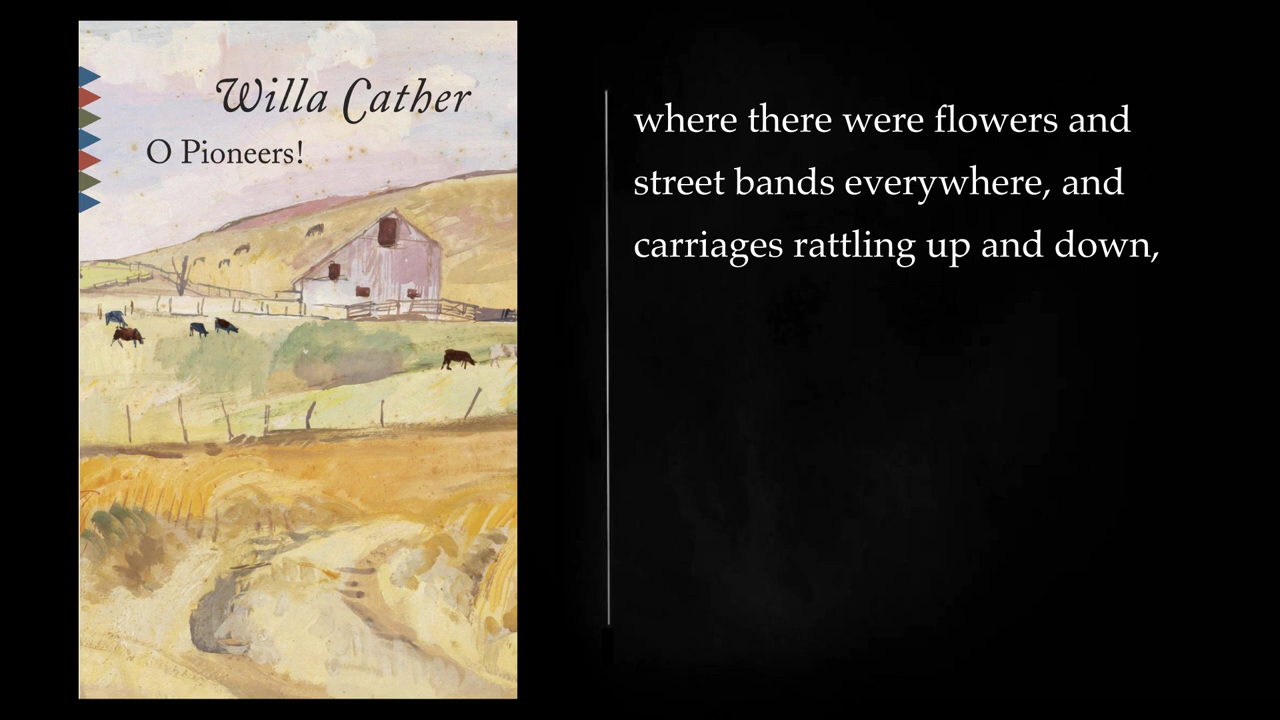 Willa Cather
O Pioneers!
where there were flowers and
street bands everywhere, and
carriages rattling up and down,